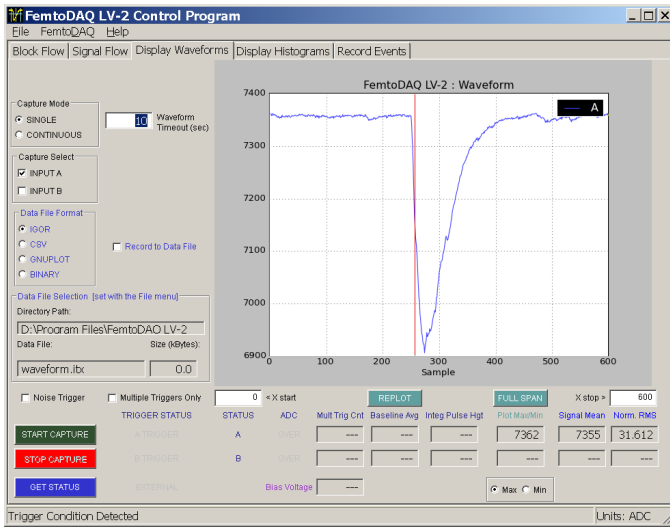 FemtoDAQ LV-2 Control Program
File FemtoDAQ Help
Block Flow Signal Flow Display Waveforms Display Histograms Record Events
FemtoDAQ LV-2 : Waveform
7400
7300
7200
7100
7000
6900
0 100 200 300 400 500 600
Sample
A
Capture Mode
SINGLE
CONTINUOUS
10 Waveform
Timeout (sec)
Capture Select
INPUT A
INPUT B
Data File Format
IGOR
CSV
GNUPLOT
BINARY
Record to Data File
Data File Selection [set with the File menu]
Directory Path:
D:\Program Files\FemtoDAQ LV-2
Data File: Size (kBytes):
waveform.itx 0.0
Noise Trigger Multiple Triggers Only 0 < X start REPLOT FULL SPAN X stop > 600
TRIGGER STATUS STATUS ADC Mult Trig Cnt Baseline Avg Integ Pulse Hgt Plot Max/Min Signal Mean Norm. RMS
START CAPTURE A TRIGGER A OVER --- --- --- 7362 7355 31.612
STOP CAPTURE B TRIGGER B OVER --- --- --- --- --- ---
GET STATUS EXTERNAL Bias Voltage --- Max Min
Trigger Condition Detected Units: ADC